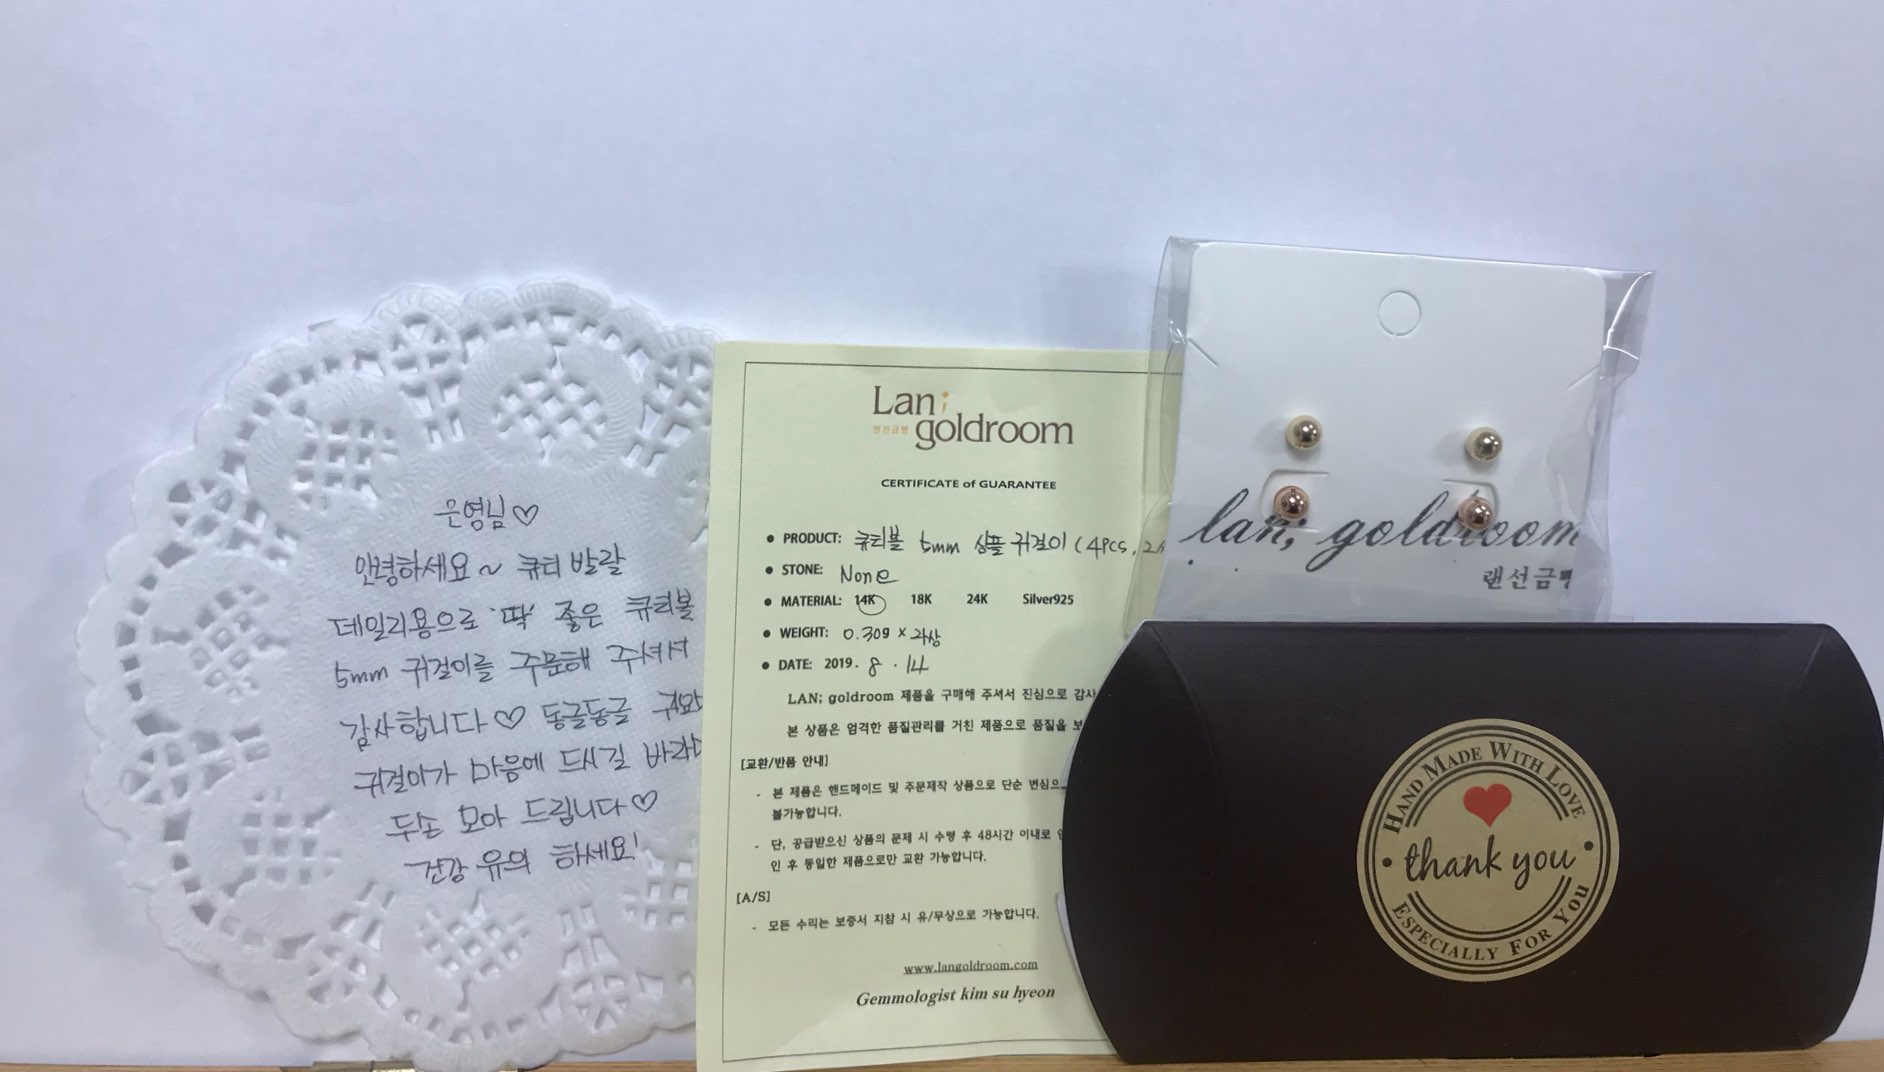 은영님♡
안녕하세요~ 큐티 발랄
데일리용으로 '딱' 좋은 큐티볼
5mm 귀걸이를 주문해 주셔서
감사합니다♡ 동글동글
귀걸이가 마음에 드시길
두손 모아 드립니다♡
건강 유의 하세요!
Lan;
랜선금방 goldroom
CERTIFICATE of GUARANTEE
● PRODUCT: 큐티볼 5mm 심플 귀걸이 (4pcs,
● STONE: None
● MATERIAL: 14K 18K 24K Silver925
● WEIGHT: 0.30g ×
● DATE: 2019. 8 . 14
LAN; goldroom 제품을 구매해 주셔서 진심으로 감사
본 상품은 엄격한 품질관리를 거친 제품으로 품질을
[교환/반품 안내]
- 본 제품은 핸드메이드 및 주문제작 상품으로 단순 변심으
불가능합니다.
- 단, 공급받으신 상품의 문제 시 수령 후 48시간 이내로
인 후 동일한 제품으로만 교환 가능합니다.
[A/S]
- 모든 수리는 보증서 지참 시 유/무상으로 가능합니다.
www.langoldroom.com
Gemmologist kim su hyeon
lan; goldroom
랜선금방
HAND MADE WITH LOVE
thank you
ESPECIALLY FOR YOU